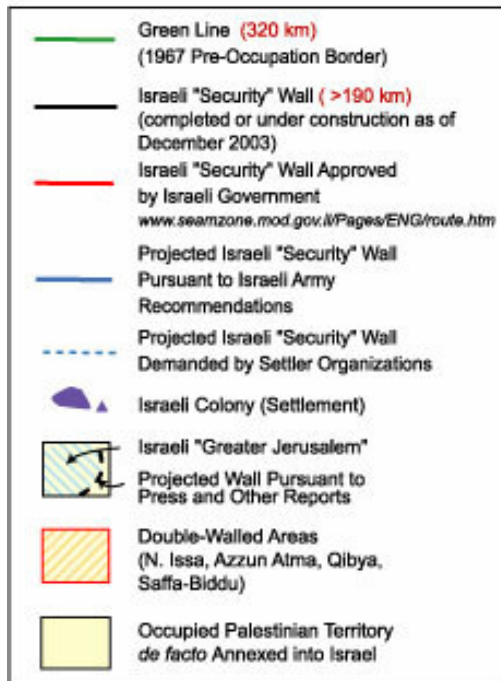 Green Line (320 km)
(1967 Pre-Occupation Border)
Israeli "Security" Wall ( >190 km)
(completed or under construction as of
December 2003)
Israeli "Security" Wall Approved
by Israeli Government
www.seamzone.mod.gov.il/Pages/ENG/route.htm
Projected Israeli "Security" Wall
Pursuant to Israeli Army
Recommendations
Projected Israeli "Security" Wall
Demanded by Settler Organizations
Israeli Colony (Settlement)
Israeli "Greater Jerusalem"
Projected Wall Pursuant to
Press and Other Reports
Double-Walled Areas
(N. Issa, Azzun Atma, Qibya,
Saffa-Biddu)
Occupied Palestinian Territory
de facto Annexed into Israel